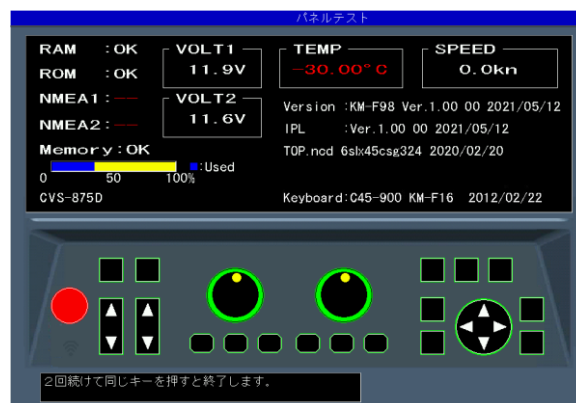 パネルテスト
RAM :OK
ROM :OK
NMEA1:--
NMEA2:--
Memory:OK
0 50 100% :Used
CVS-875D
VOLT1
11.9V
VOLT2
11.6V
TEMP
-30.00°C
SPEED
0.0kn
Version :KM-F98 Ver.1.00 00 2021/05/12
IPL :Ver.1.00 00 2021/05/12
TOP.ncd 6slx45csg324 2020/02/20
Keyboard:C45-900 KM-F16 2012/02/22
2回続けて同じキーを押すと終了します。